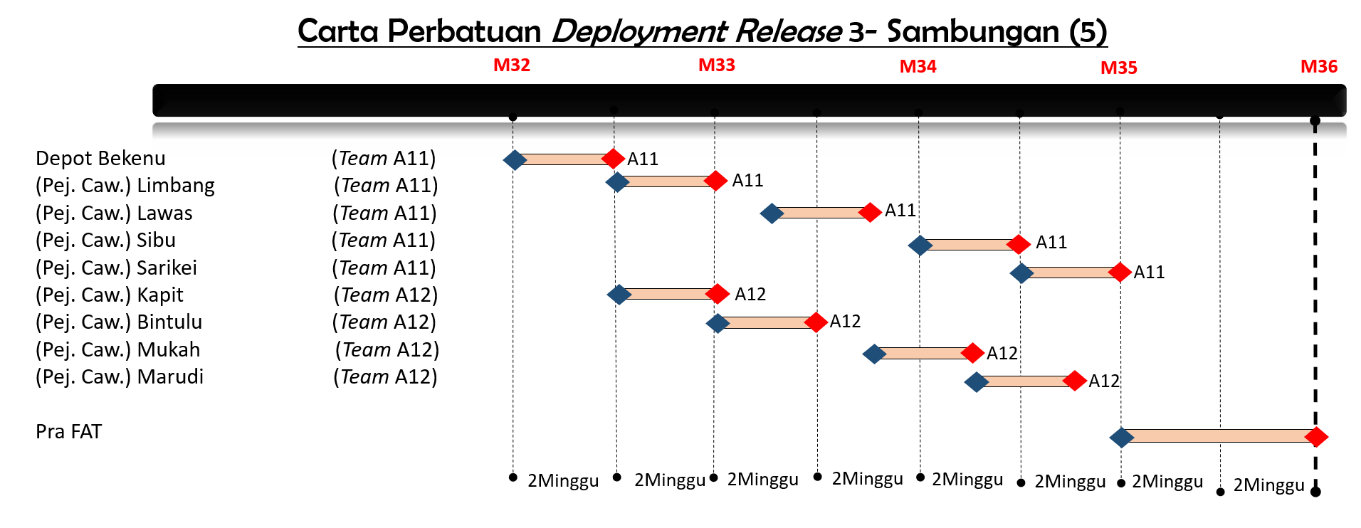 Carta Perbatuan Deployment Release 3- Sambungan (5)
M32 M33 M34 M35 M36
Depot Bekenu (Team A11) A11
(Pej. Caw.) Limbang (Team A11) A11
(Pej. Caw.) Lawas (Team A11) A11
(Pej. Caw.) Sibu (Team A11) A11
(Pej. Caw.) Sarikei (Team A11) A11
(Pej. Caw.) Kapit (Team A12) A12
(Pej. Caw.) Bintulu (Team A12) A12
(Pej. Caw.) Mukah (Team A12) A12
(Pej. Caw.) Marudi (Team A12) A12
Pra FAT
2Minggu 2Minggu 2Minggu 2Minggu 2Minggu 2Minggu 2Minggu 2Minggu